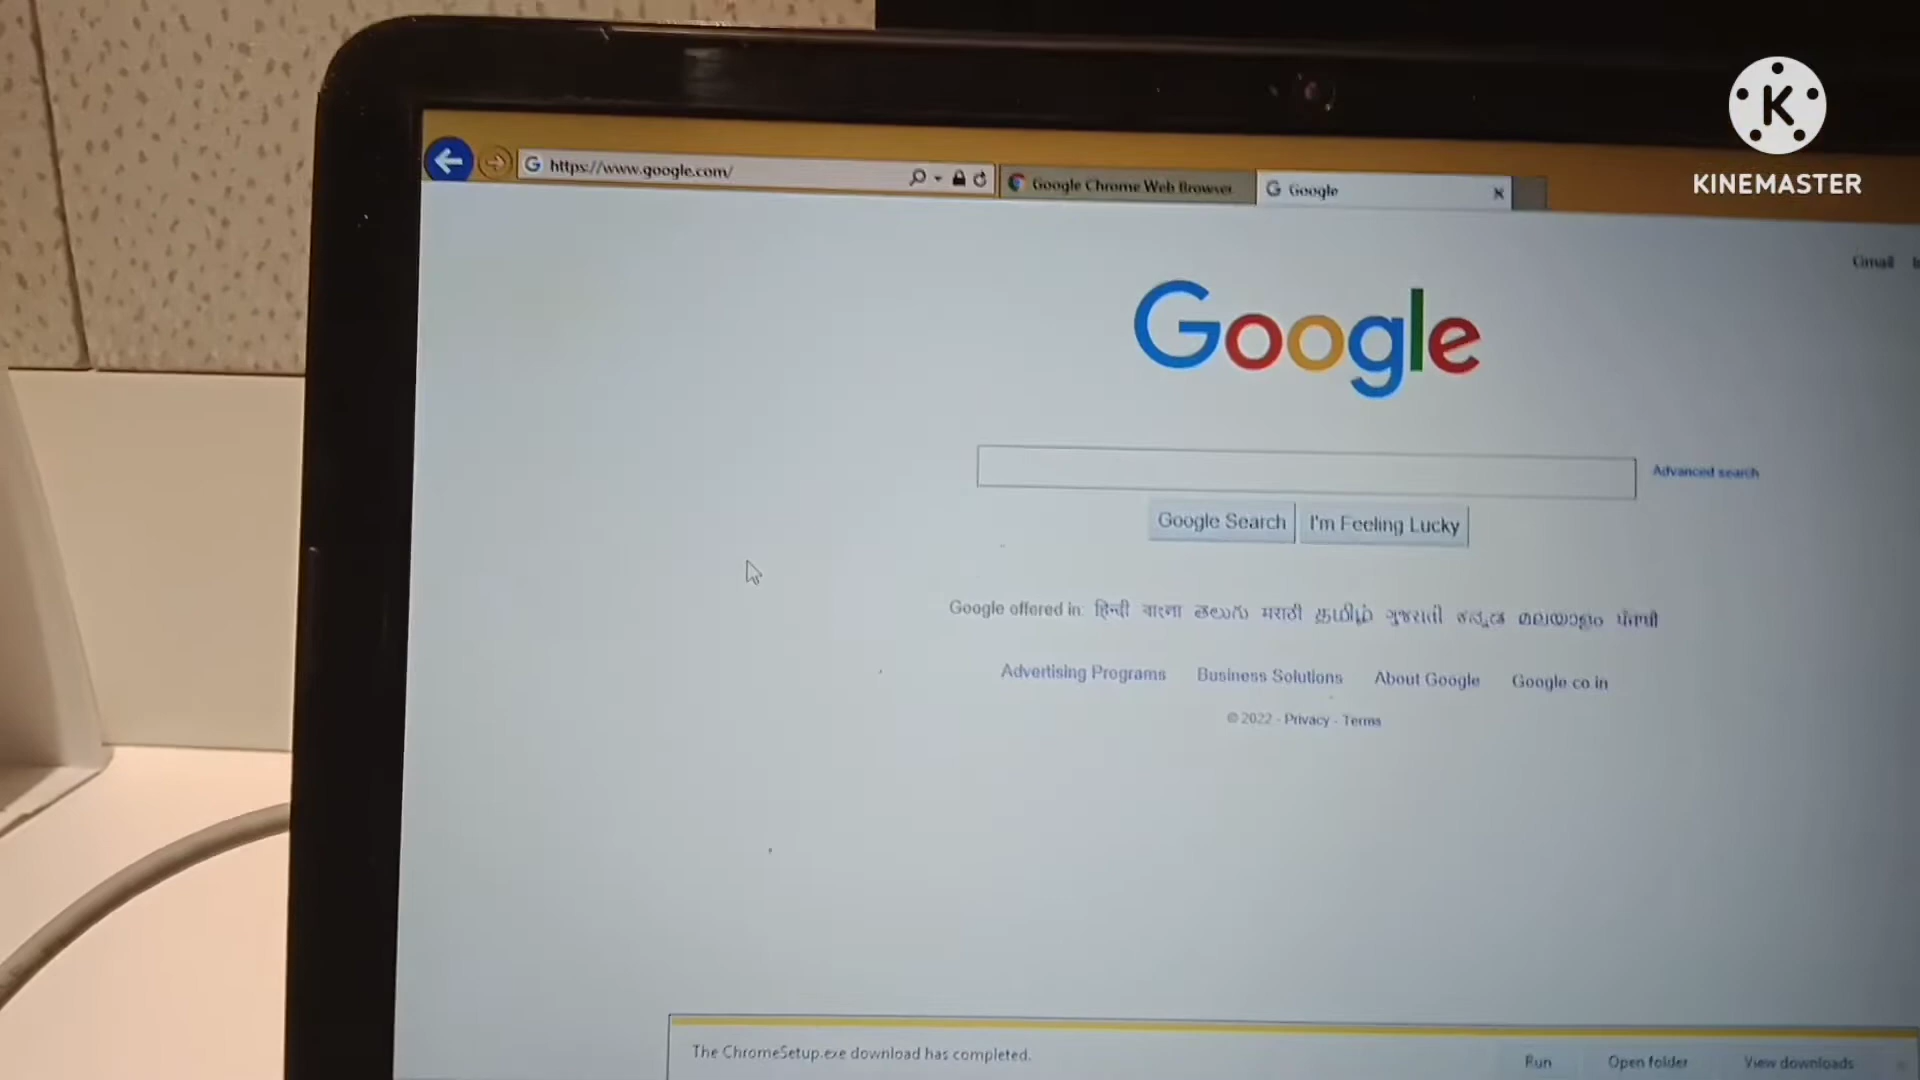 KINEMASTER
https://www.google.com/
Google Chrome Web Browser
Google
Gmail
Google
Advanced search
Google Search
I'm Feeling Lucky
Google offered in: हिन्दी বাংলা తెలుగు मराठी தமிழ் ગુજરાતી ಕನ್ನಡ മലയാളം ਪੰਜਾਬੀ
Advertising Programs Business Solutions About Google Google.co.in
© 2022 - Privacy - Terms
The ChromeSetup.exe download has completed.
Run Open folder View downloads